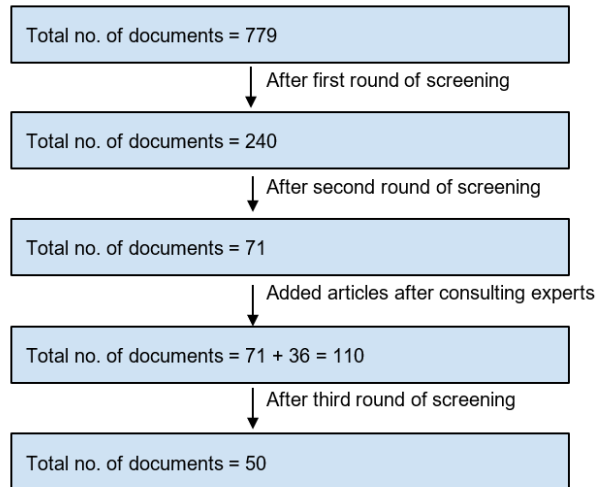 Total no. of documents = 779
After first round of screening
Total no. of documents = 240
After second round of screening
Total no. of documents = 71
Added articles after consulting experts
Total no. of documents = 71 + 36 = 110
After third round of screening
Total no. of documents = 50